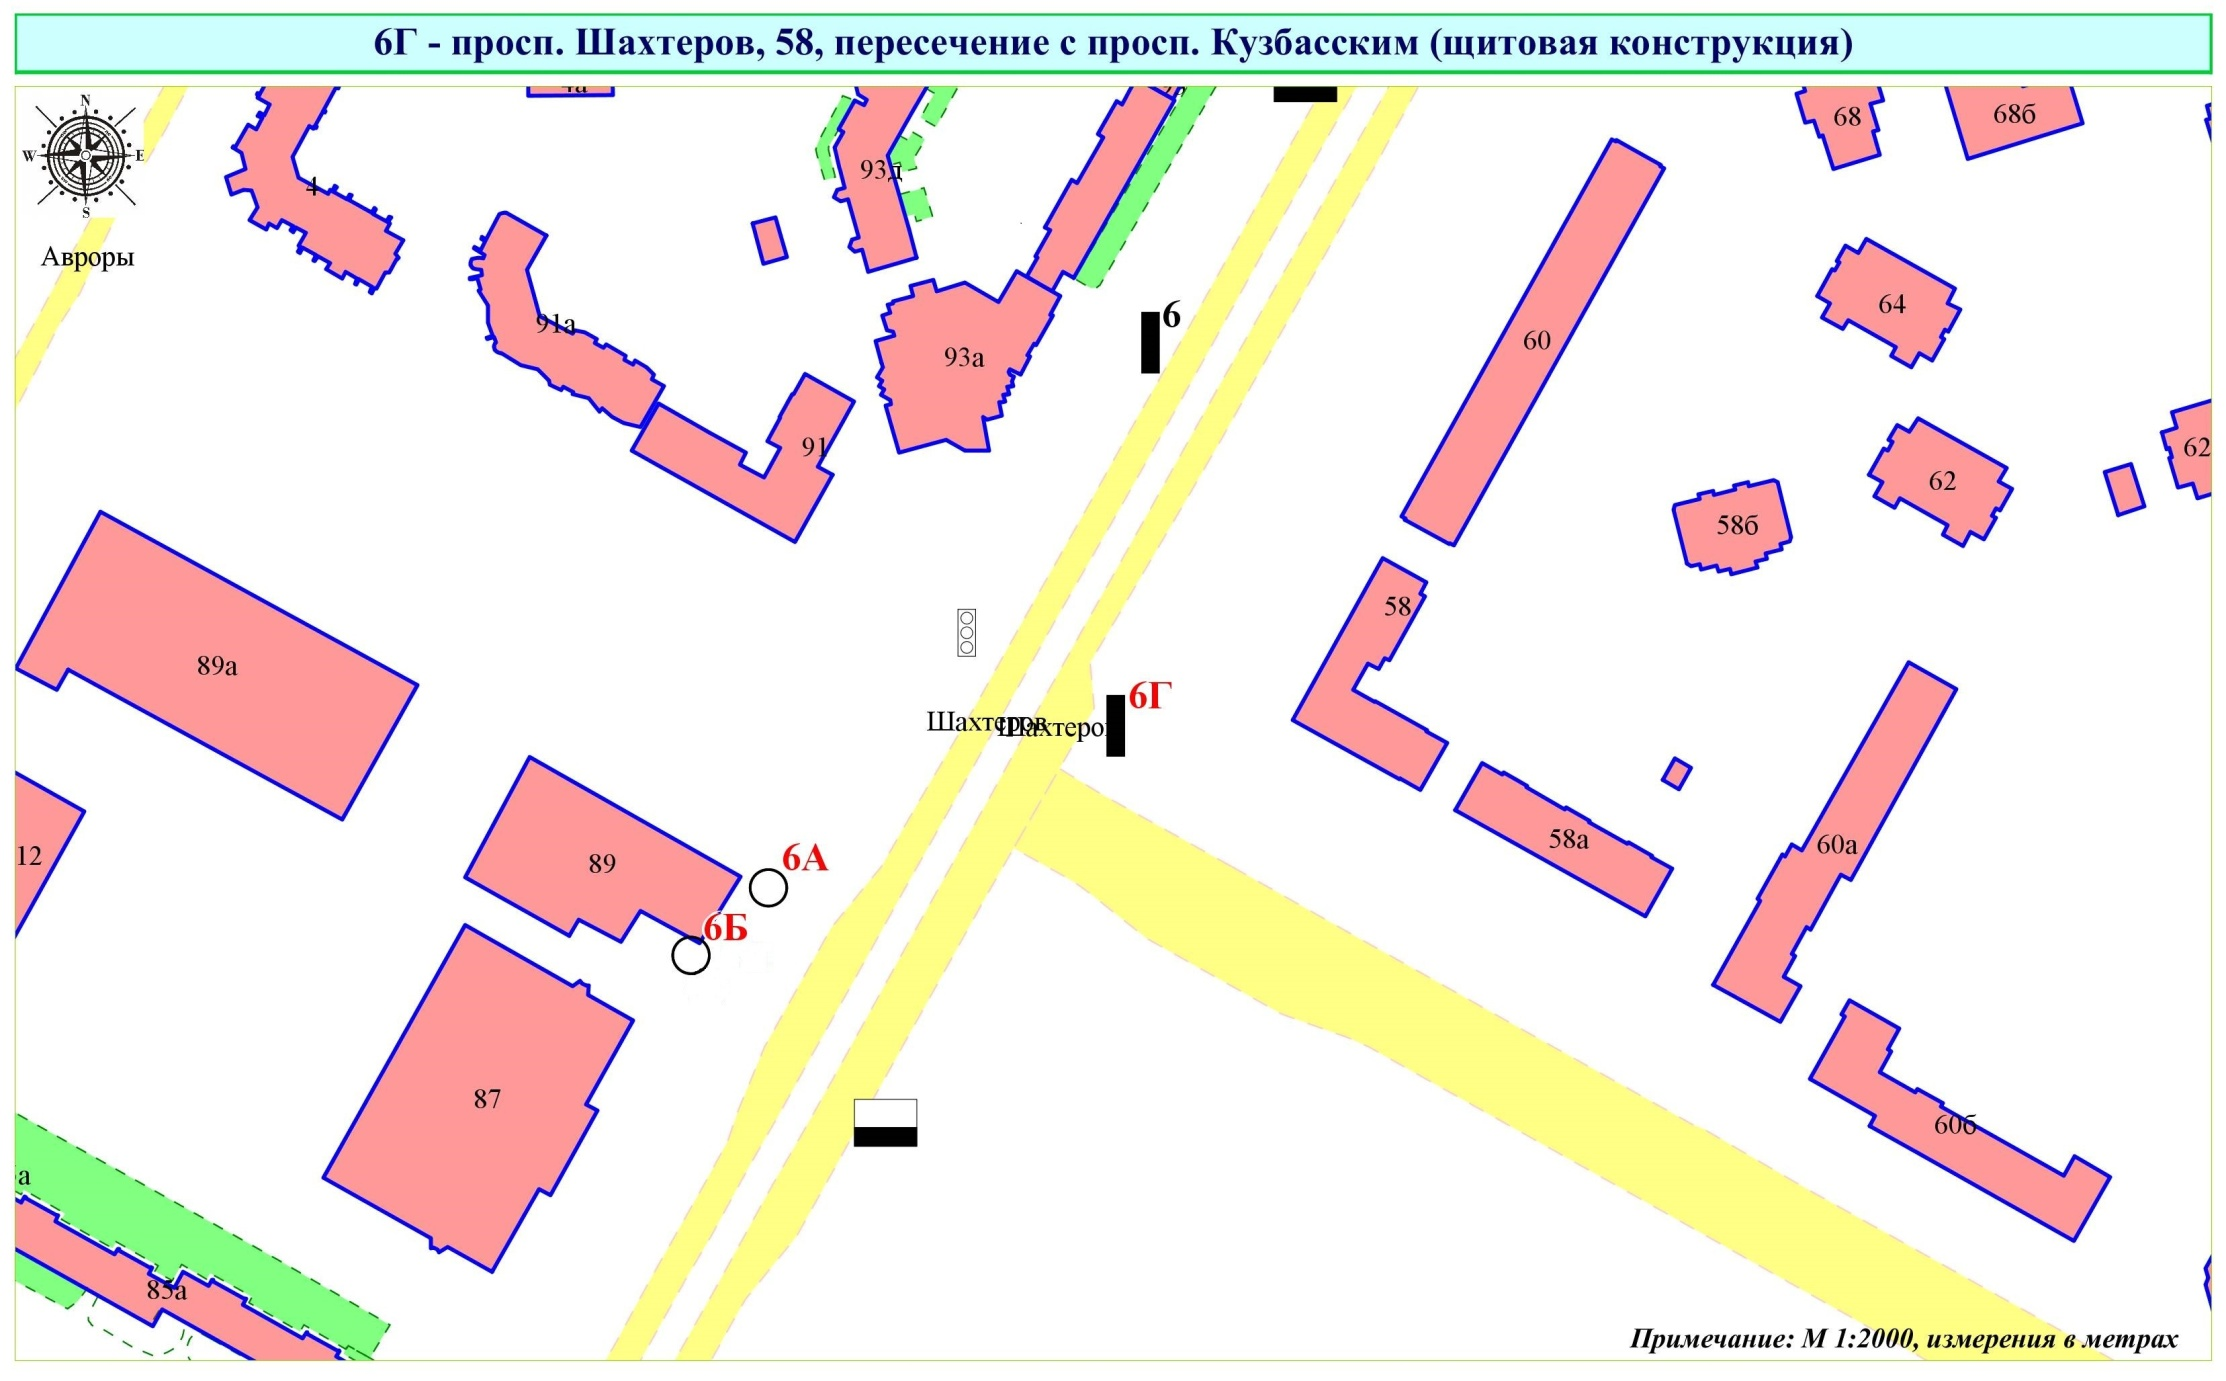 6Г - просп. Шахтеров, 58, пересечение с просп. Кузбасским (щитовая конструкция)
N
W E
S
Авроры
4
4а
93д
68
68б
91а
93а
6
60
64
91
62
62
58б
58
89а
6Г
Шахтеров
Шахтеров
12
89
6А
58а
60а
6Б
87
60б
85а
Примечание: М 1:2000, измерения в метрах